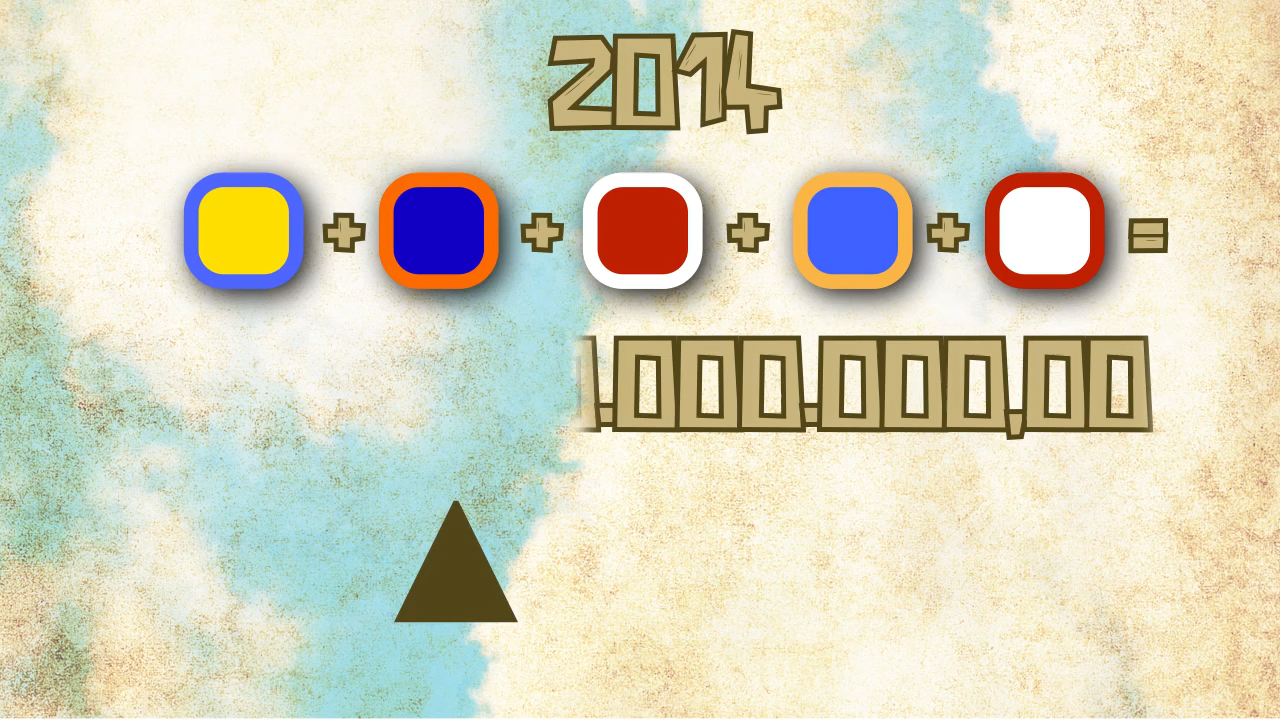 2014
+ + + + =
.000.000,00